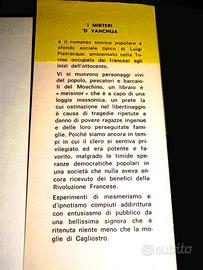 I MISTERI
'D VANCHIJA
è il romanzo storico popolare a
sfondo sociale tipico di Luigi
Pietracqua, ambientato nella To-
rino occupata dai francesi agli
inizi dell'ottocento.
Vi si muovono personaggi vivi
del popolo, pescatori e barcaio-
li del Moschino, un libraio e
« meisinor » che è a capo di una
loggia massonica, un prete la
cui ostinazione nel libertinaggio
è causa di tragedie ripetute a
danno di povere ragazze ingenue
e delle loro perseguitate fami-
glie. Poiché siamo ancora in tem-
pi in cui il clero si sentiva pri-
vilegiato ed era potente e fa-
vorito, malgrado le timide spe-
ranze democratiche popolari in
una società che nulla aveva an-
cora ricevuto dei benefici della
Rivoluzione Francese.
Esperimenti di mesmerismo e
d'ipnotismo compiuti addirittura
con entusiasmo di pubblico da
una bellissima signora che è
ritenuta niente meno che la mo-
glie di Cagliostro.
subito